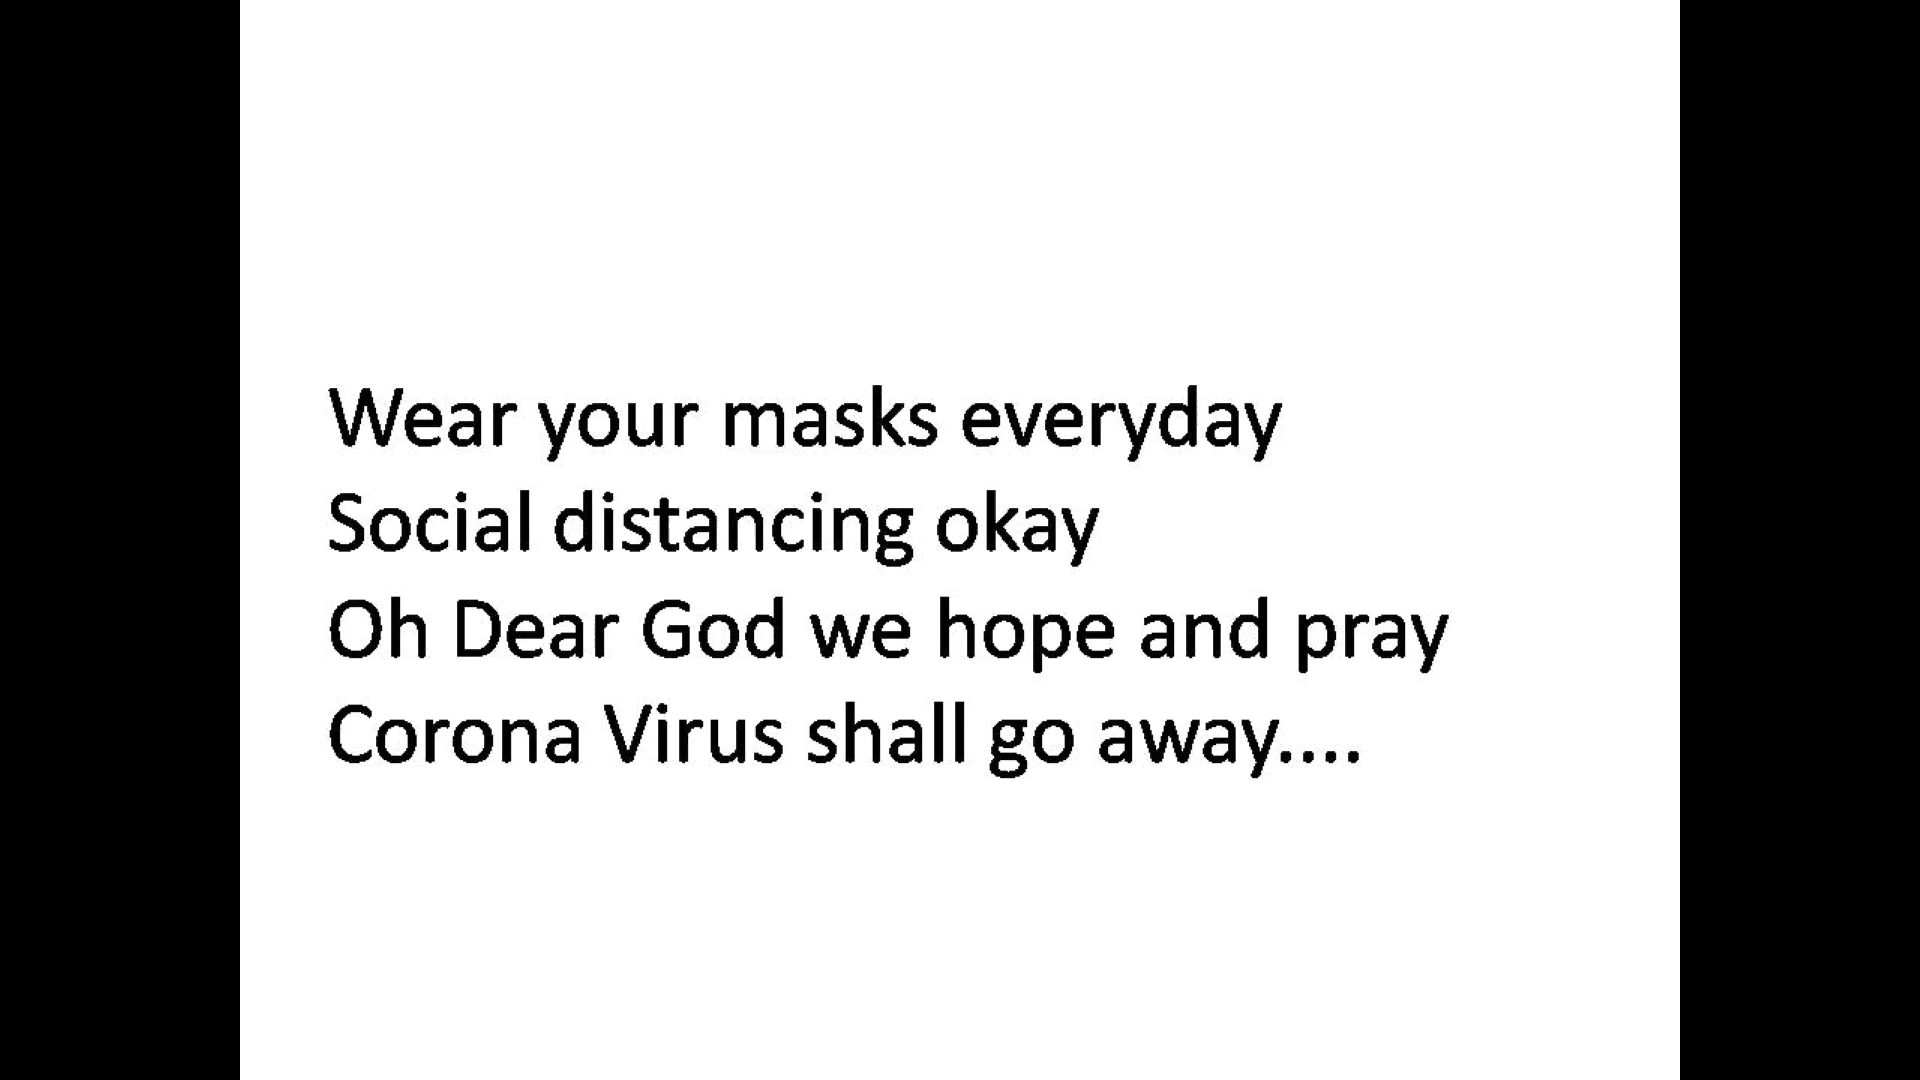 Wear your masks everyday
Social distancing okay
Oh Dear God we hope and pray
Corona Virus shall go away....